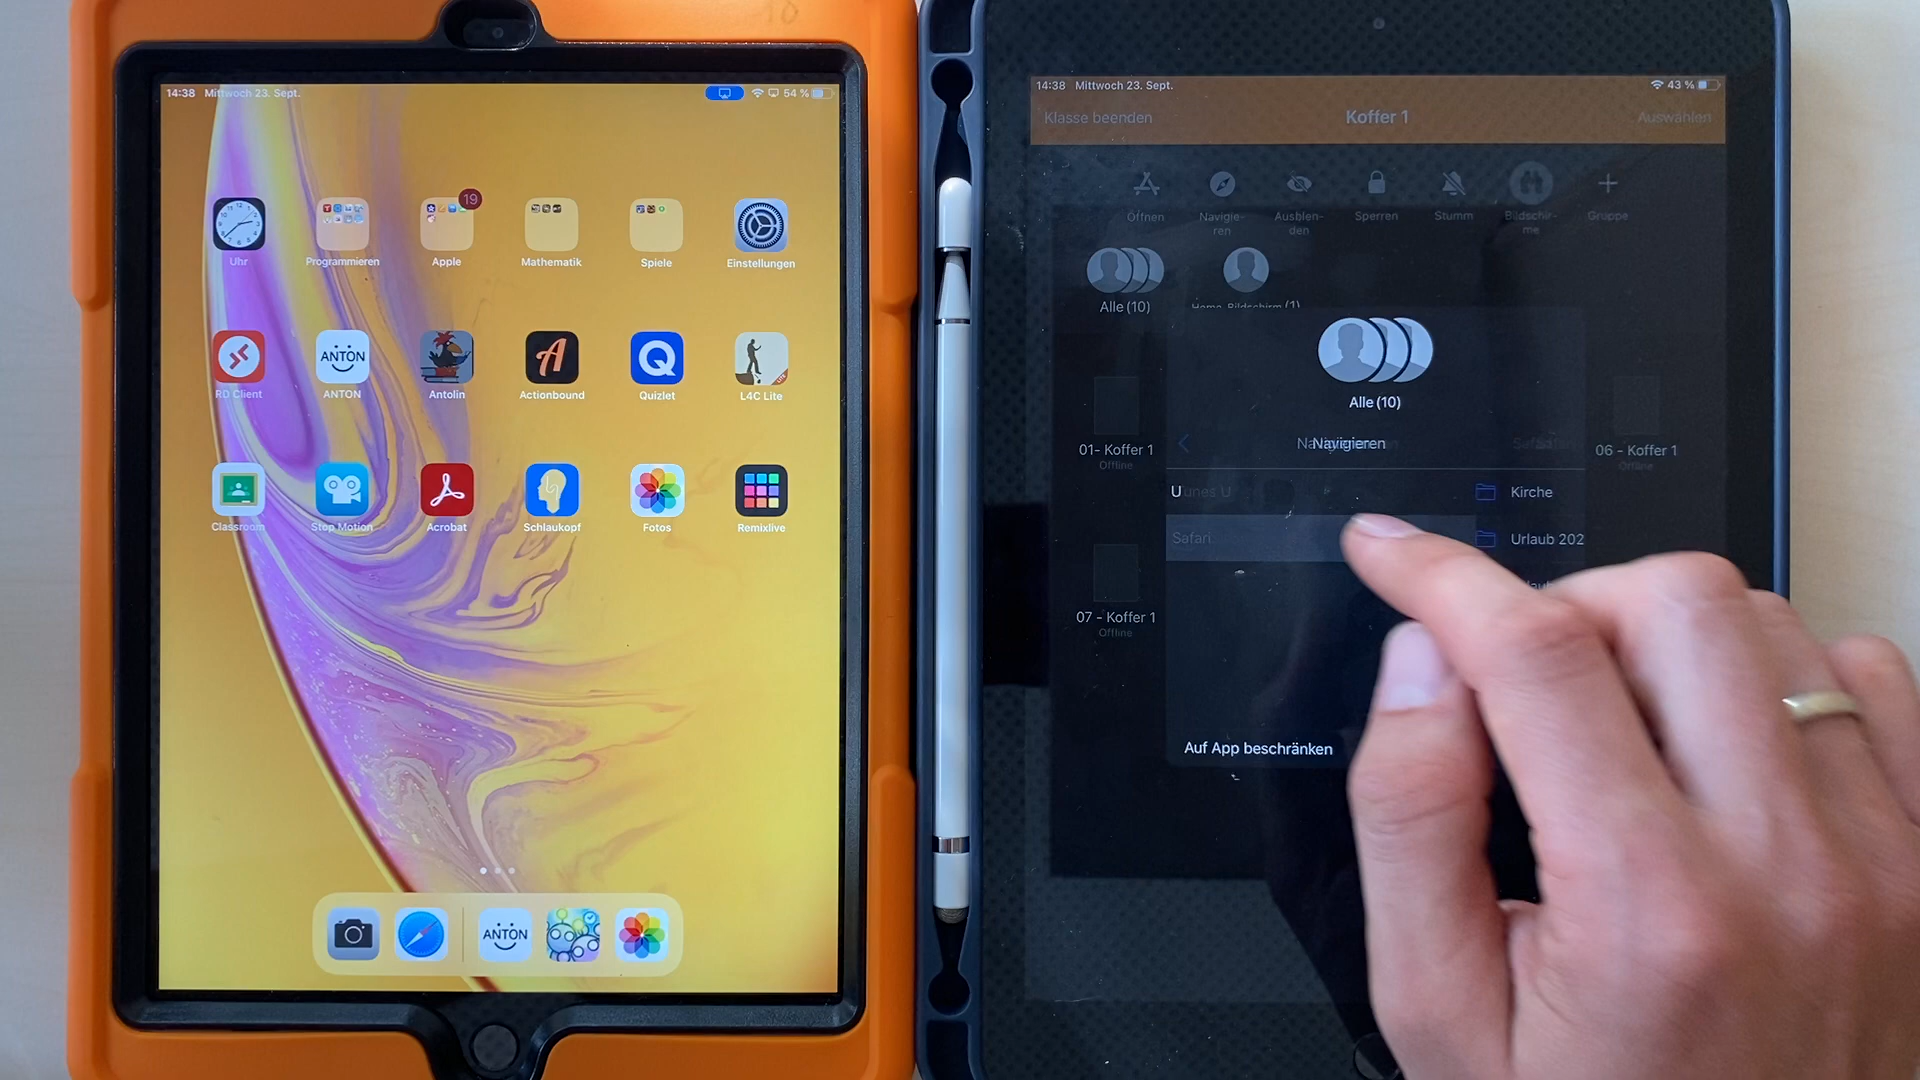 14:38 Mittwoch 23. Sept.
54 %
19
Uhr
Programmieren
Apple
Mathematik
Spiele
Einstellungen
RD Client
ANTON
ANTON
Antolin
Actionbound
Quizlet
L4C Lite
Classroom
Stop Motion
Acrobat
Schlaukopf
Fotos
Remixlive
ANTON
14:38 Mittwoch 23. Sept.
43 %
Klasse beenden
Koffer 1
Auswählen
Öffnen
Navigie-
ren
Ausblen-
den
Sperren
Stumm
Bildschir-
me
Gruppe
Alle (10)
Home-Bildschirm (1)
Alle (10)
Navigieren
01- Koffer 1
Offline
06 - Koffer 1
Offline
Kirche
Safari
Urlaub 202
07 - Koffer 1
Offline
Auf App beschränken